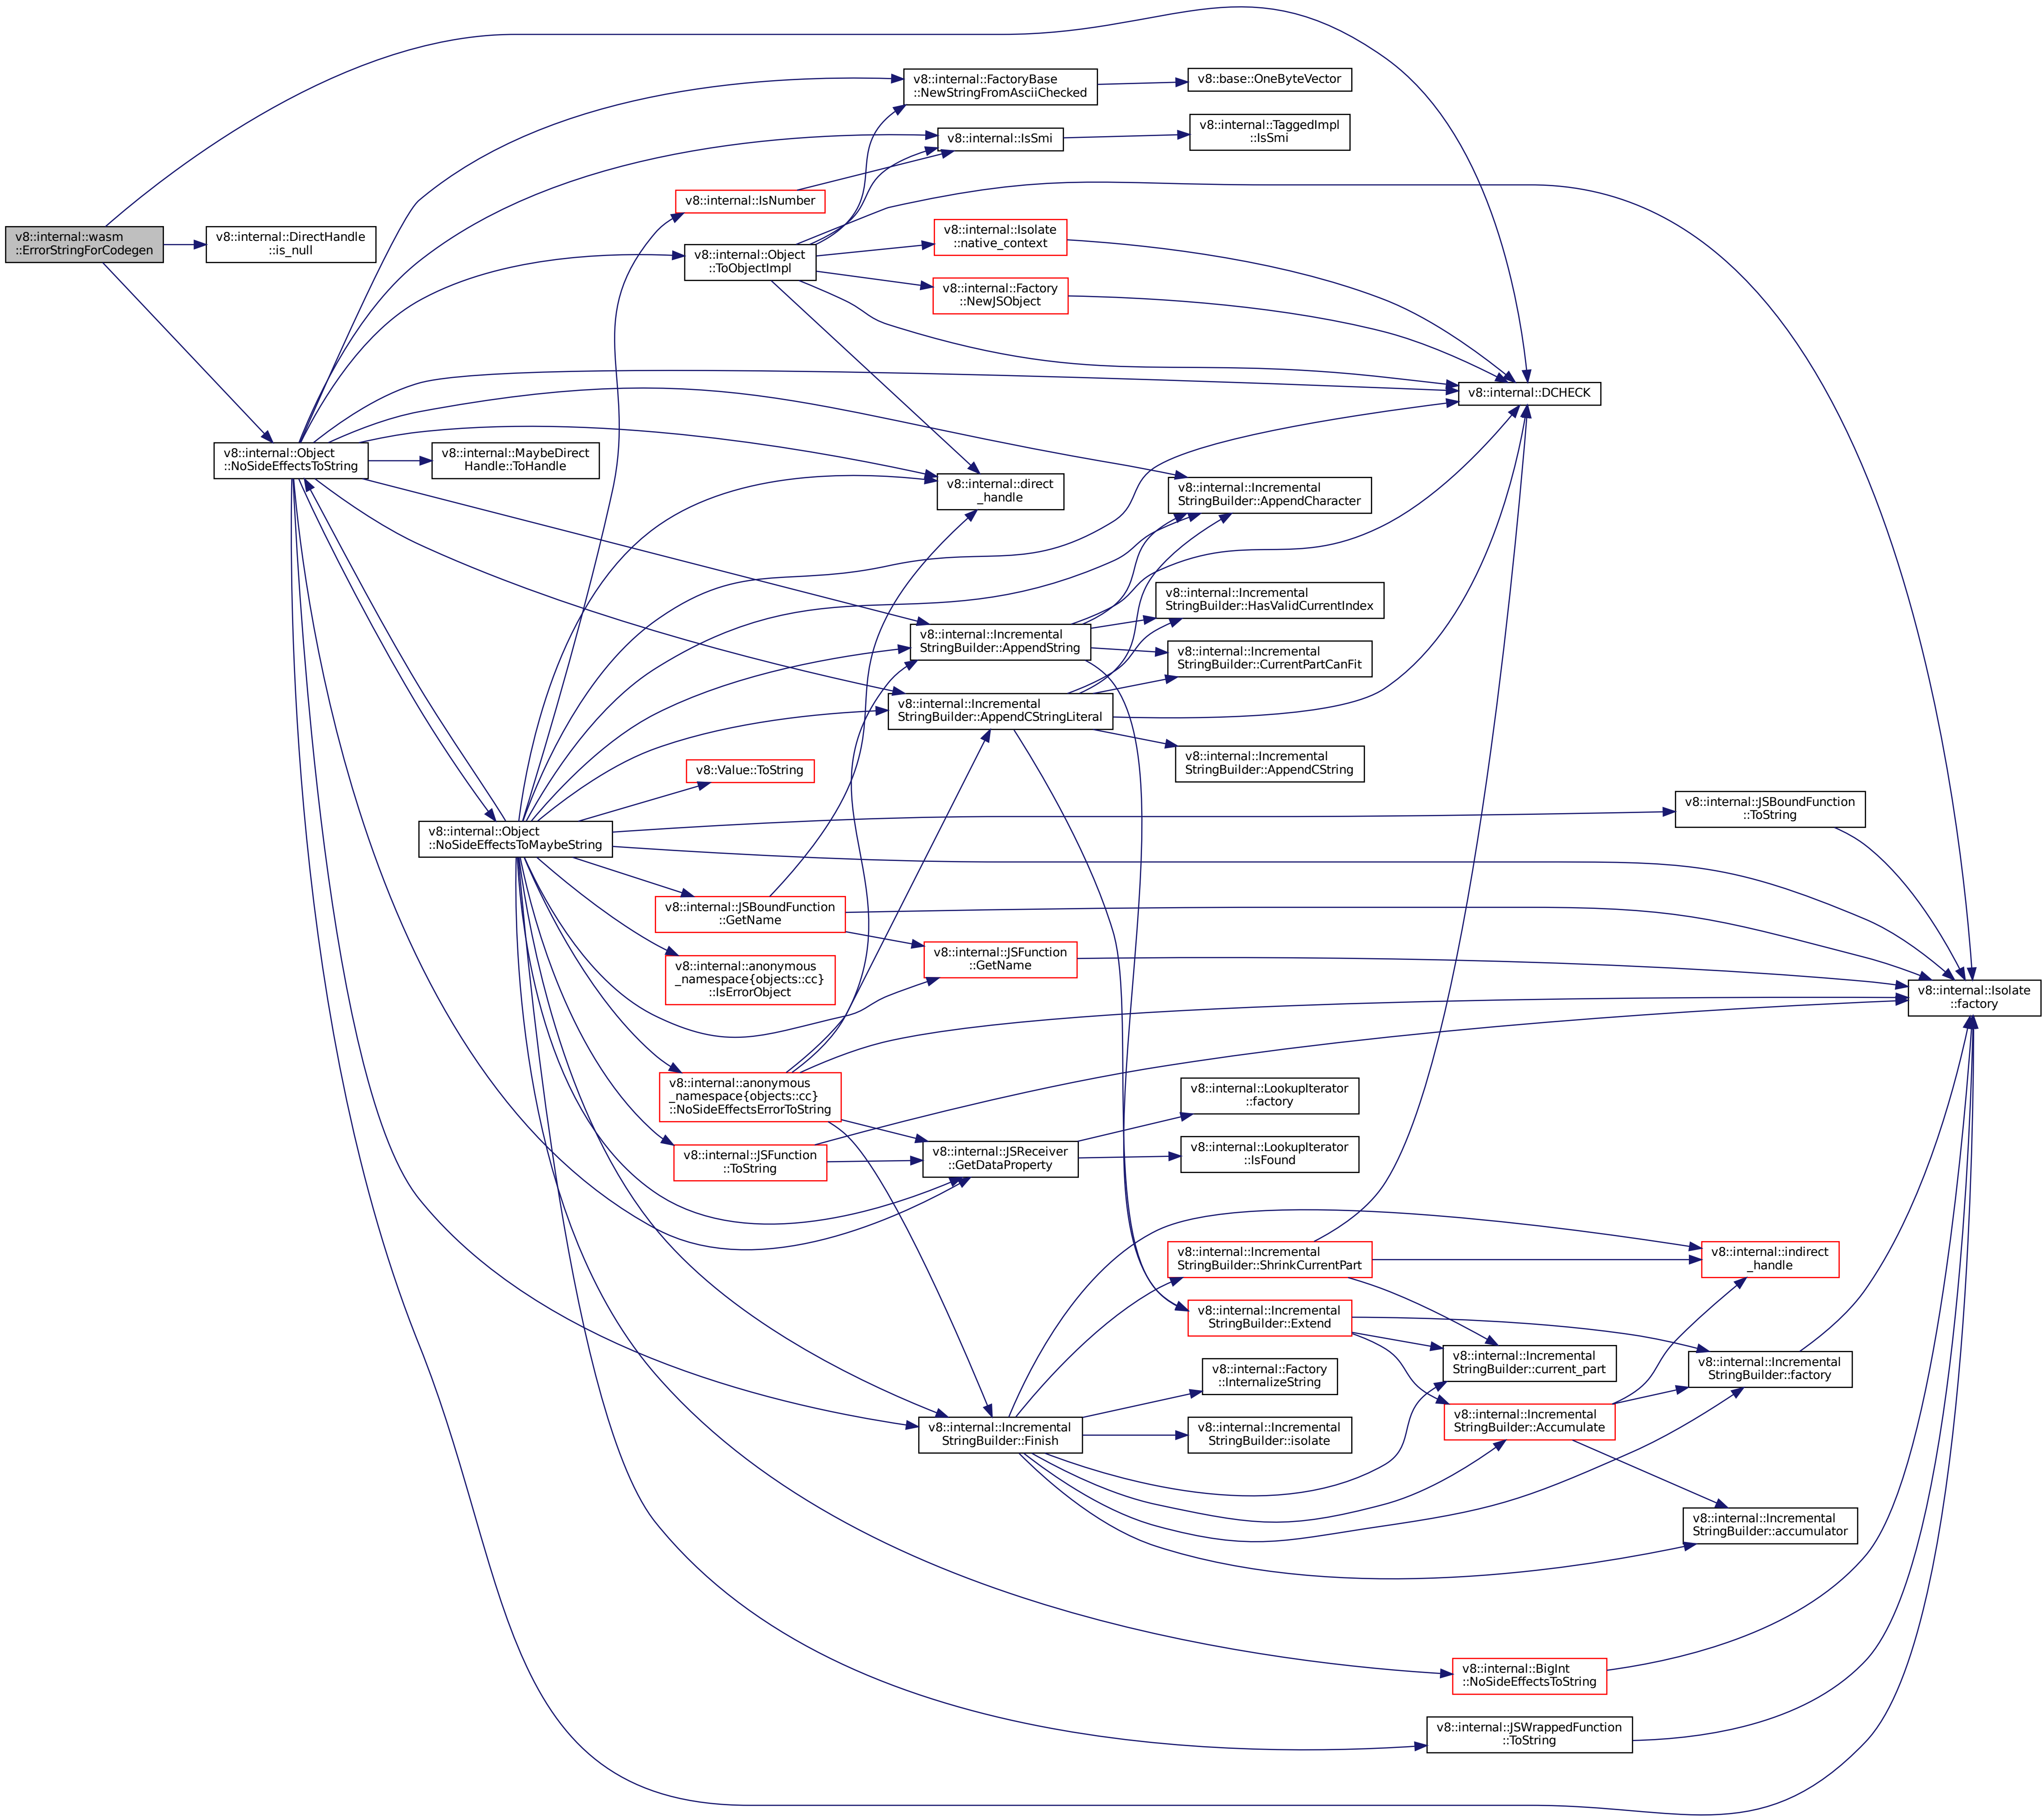 v8::internal::wasm
::ErrorStringForCodegen
v8::internal::DirectHandle
::is_null
v8::internal::Object
::NoSideEffectsToString
v8::internal::MaybeDirect
Handle::ToHandle
v8::internal::Object
::NoSideEffectsToMaybeString
v8::internal::FactoryBase
::NewStringFromAsciiChecked
v8::base::OneByteVector
v8::internal::IsSmi
v8::internal::TaggedImpl
::IsSmi
v8::internal::IsNumber
v8::internal::Object
::ToObjectImpl
v8::internal::Isolate
::native_context
v8::internal::Factory
::NewJSObject
v8::internal::DCHECK
v8::internal::direct
_handle
v8::internal::Incremental
StringBuilder::AppendCharacter
v8::internal::Incremental
StringBuilder::HasValidCurrentIndex
v8::internal::Incremental
StringBuilder::AppendString
v8::internal::Incremental
StringBuilder::CurrentPartCanFit
v8::internal::Incremental
StringBuilder::AppendCStringLiteral
v8::internal::Incremental
StringBuilder::AppendCString
v8::Value::ToString
v8::internal::JSBoundFunction
::ToString
v8::internal::JSBoundFunction
::GetName
v8::internal::JSFunction
::GetName
v8::internal::anonymous
_namespace{objects::cc}
::IsErrorObject
v8::internal::Isolate
::factory
v8::internal::anonymous
_namespace{objects::cc}
::NoSideEffectsErrorToString
v8::internal::LookupIterator
::factory
v8::internal::JSFunction
::ToString
v8::internal::JSReceiver
::GetDataProperty
v8::internal::LookupIterator
::IsFound
v8::internal::Incremental
StringBuilder::ShrinkCurrentPart
v8::internal::indirect
_handle
v8::internal::Incremental
StringBuilder::Extend
v8::internal::Incremental
StringBuilder::current_part
v8::internal::Incremental
StringBuilder::factory
v8::internal::Factory
::InternalizeString
v8::internal::Incremental
StringBuilder::Accumulate
v8::internal::Incremental
StringBuilder::Finish
v8::internal::Incremental
StringBuilder::isolate
v8::internal::Incremental
StringBuilder::accumulator
v8::internal::BigInt
::NoSideEffectsToString
v8::internal::JSWrappedFunction
::ToString